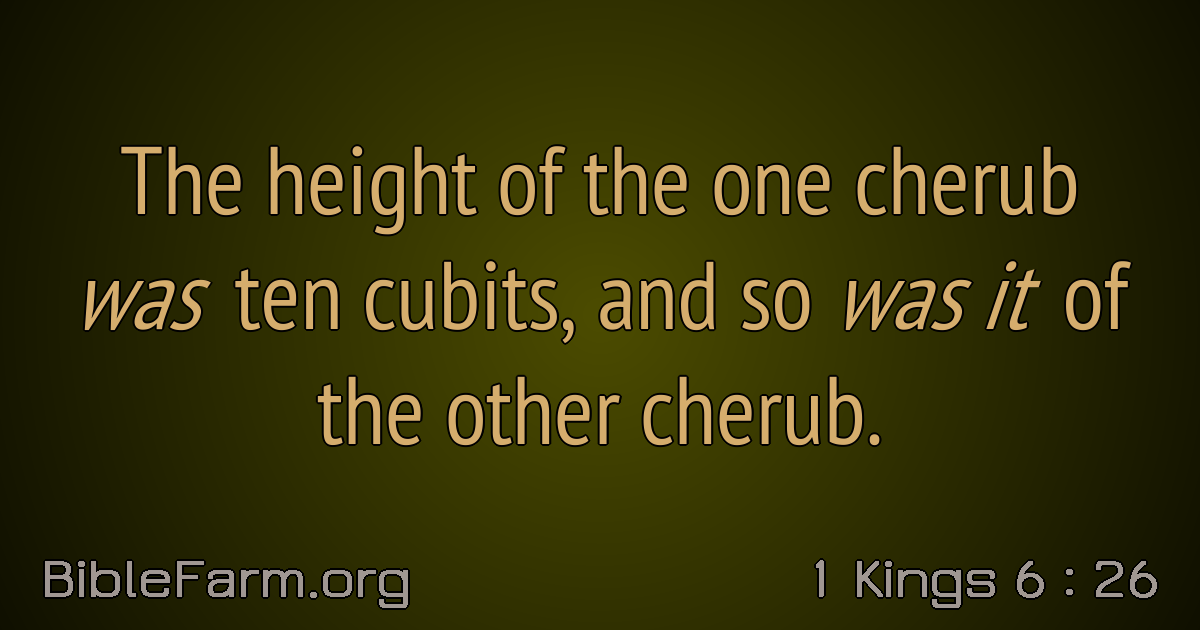 The height of the one cherub
was ten cubits, and so was it of
the other cherub.
BibleFarm.org
1 Kings 6 : 26